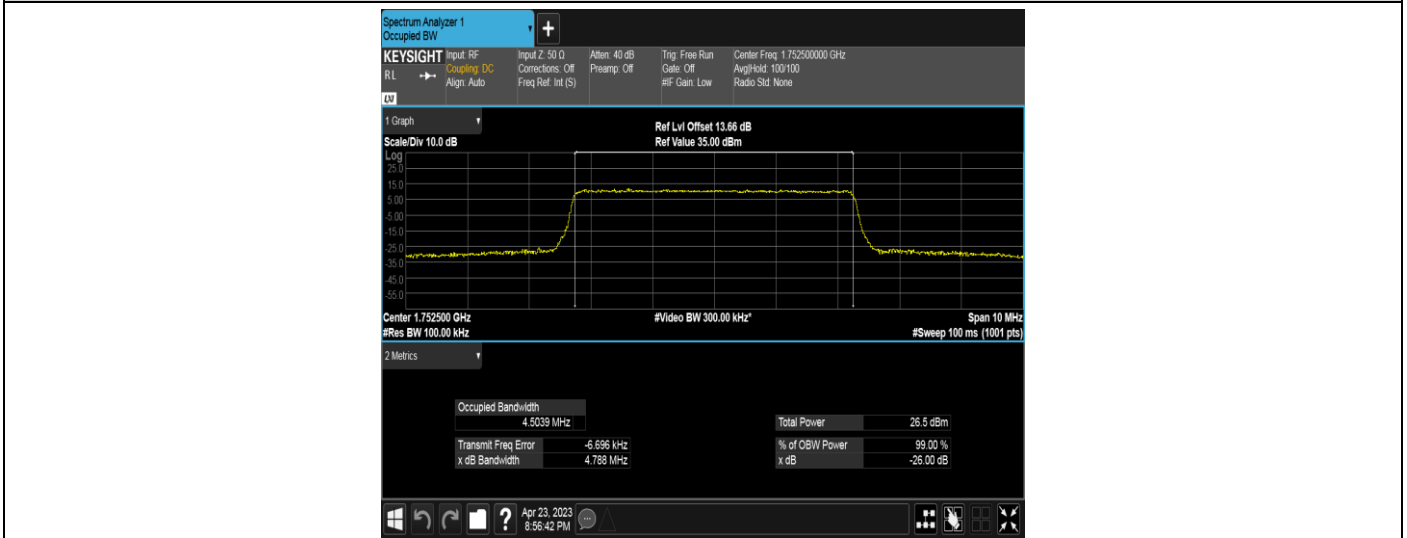 Spectrum Analyzer 1
Occupied BW
+
KEYSIGHT
RL
LXI
Input: RF
Coupling: DC
Align: Auto
Input Z: 50 Ω
Corrections: Off
Freq Ref: Int (S)
Atten: 40 dB
Preamp: Off
Trig: Free Run
Gate: Off
#IF Gain: Low
Center Freq: 1.752500000 GHz
Avg|Hold: 100/100
Radio Std: None
1 Graph
Scale/Div 10.0 dB
Ref Lvl Offset 13.66 dB
Ref Value 35.00 dBm
Log
25.0
15.0
5.00
-5.00
-15.0
-25.0
-35.0
-45.0
-55.0
Center 1.752500 GHz
#Res BW 100.00 kHz
#Video BW 300.00 kHz*
Span 10 MHz
#Sweep 100 ms (1001 pts)
2 Metrics
Occupied Bandwidth
4.5039 MHz
Total Power 26.5 dBm
Transmit Freq Error -6.696 kHz
% of OBW Power 99.00 %
x dB Bandwidth 4.788 MHz
x dB -26.00 dB
?
Apr 23, 2023
8:56:42 PM